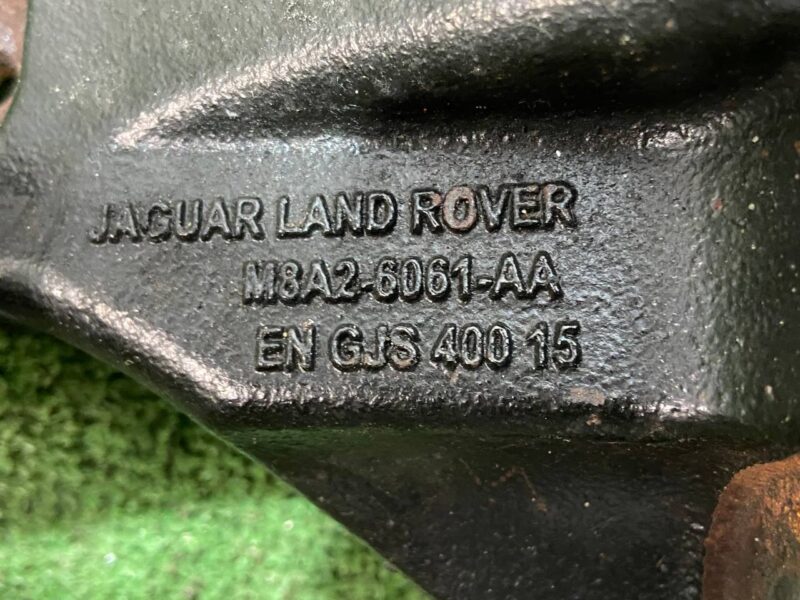 JAGUAR LAND ROVER
M8A2-6061-AA
EN GJS 400 15